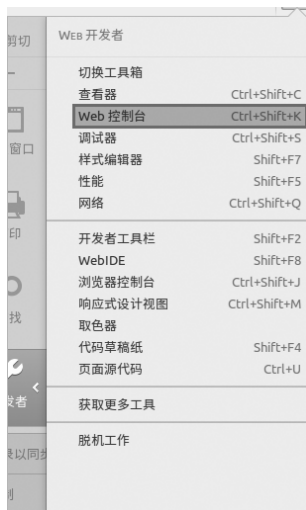 WEB 开发者
剪切
切换工具箱
查看器 Ctrl+Shift+C
Web 控制台 Ctrl+Shift+K
调试器 Ctrl+Shift+S
样式编辑器 Shift+F7
窗口
性能 Shift+F5
网络 Ctrl+Shift+Q
印
开发者工具栏 Shift+F2
WebIDE Shift+F8
浏览器控制台 Ctrl+Shift+J
响应式设计视图 Ctrl+Shift+M
找
取色器
代码草稿纸 Shift+F4
页面源代码 Ctrl+U
发者
获取更多工具
脱机工作
录以同步
制